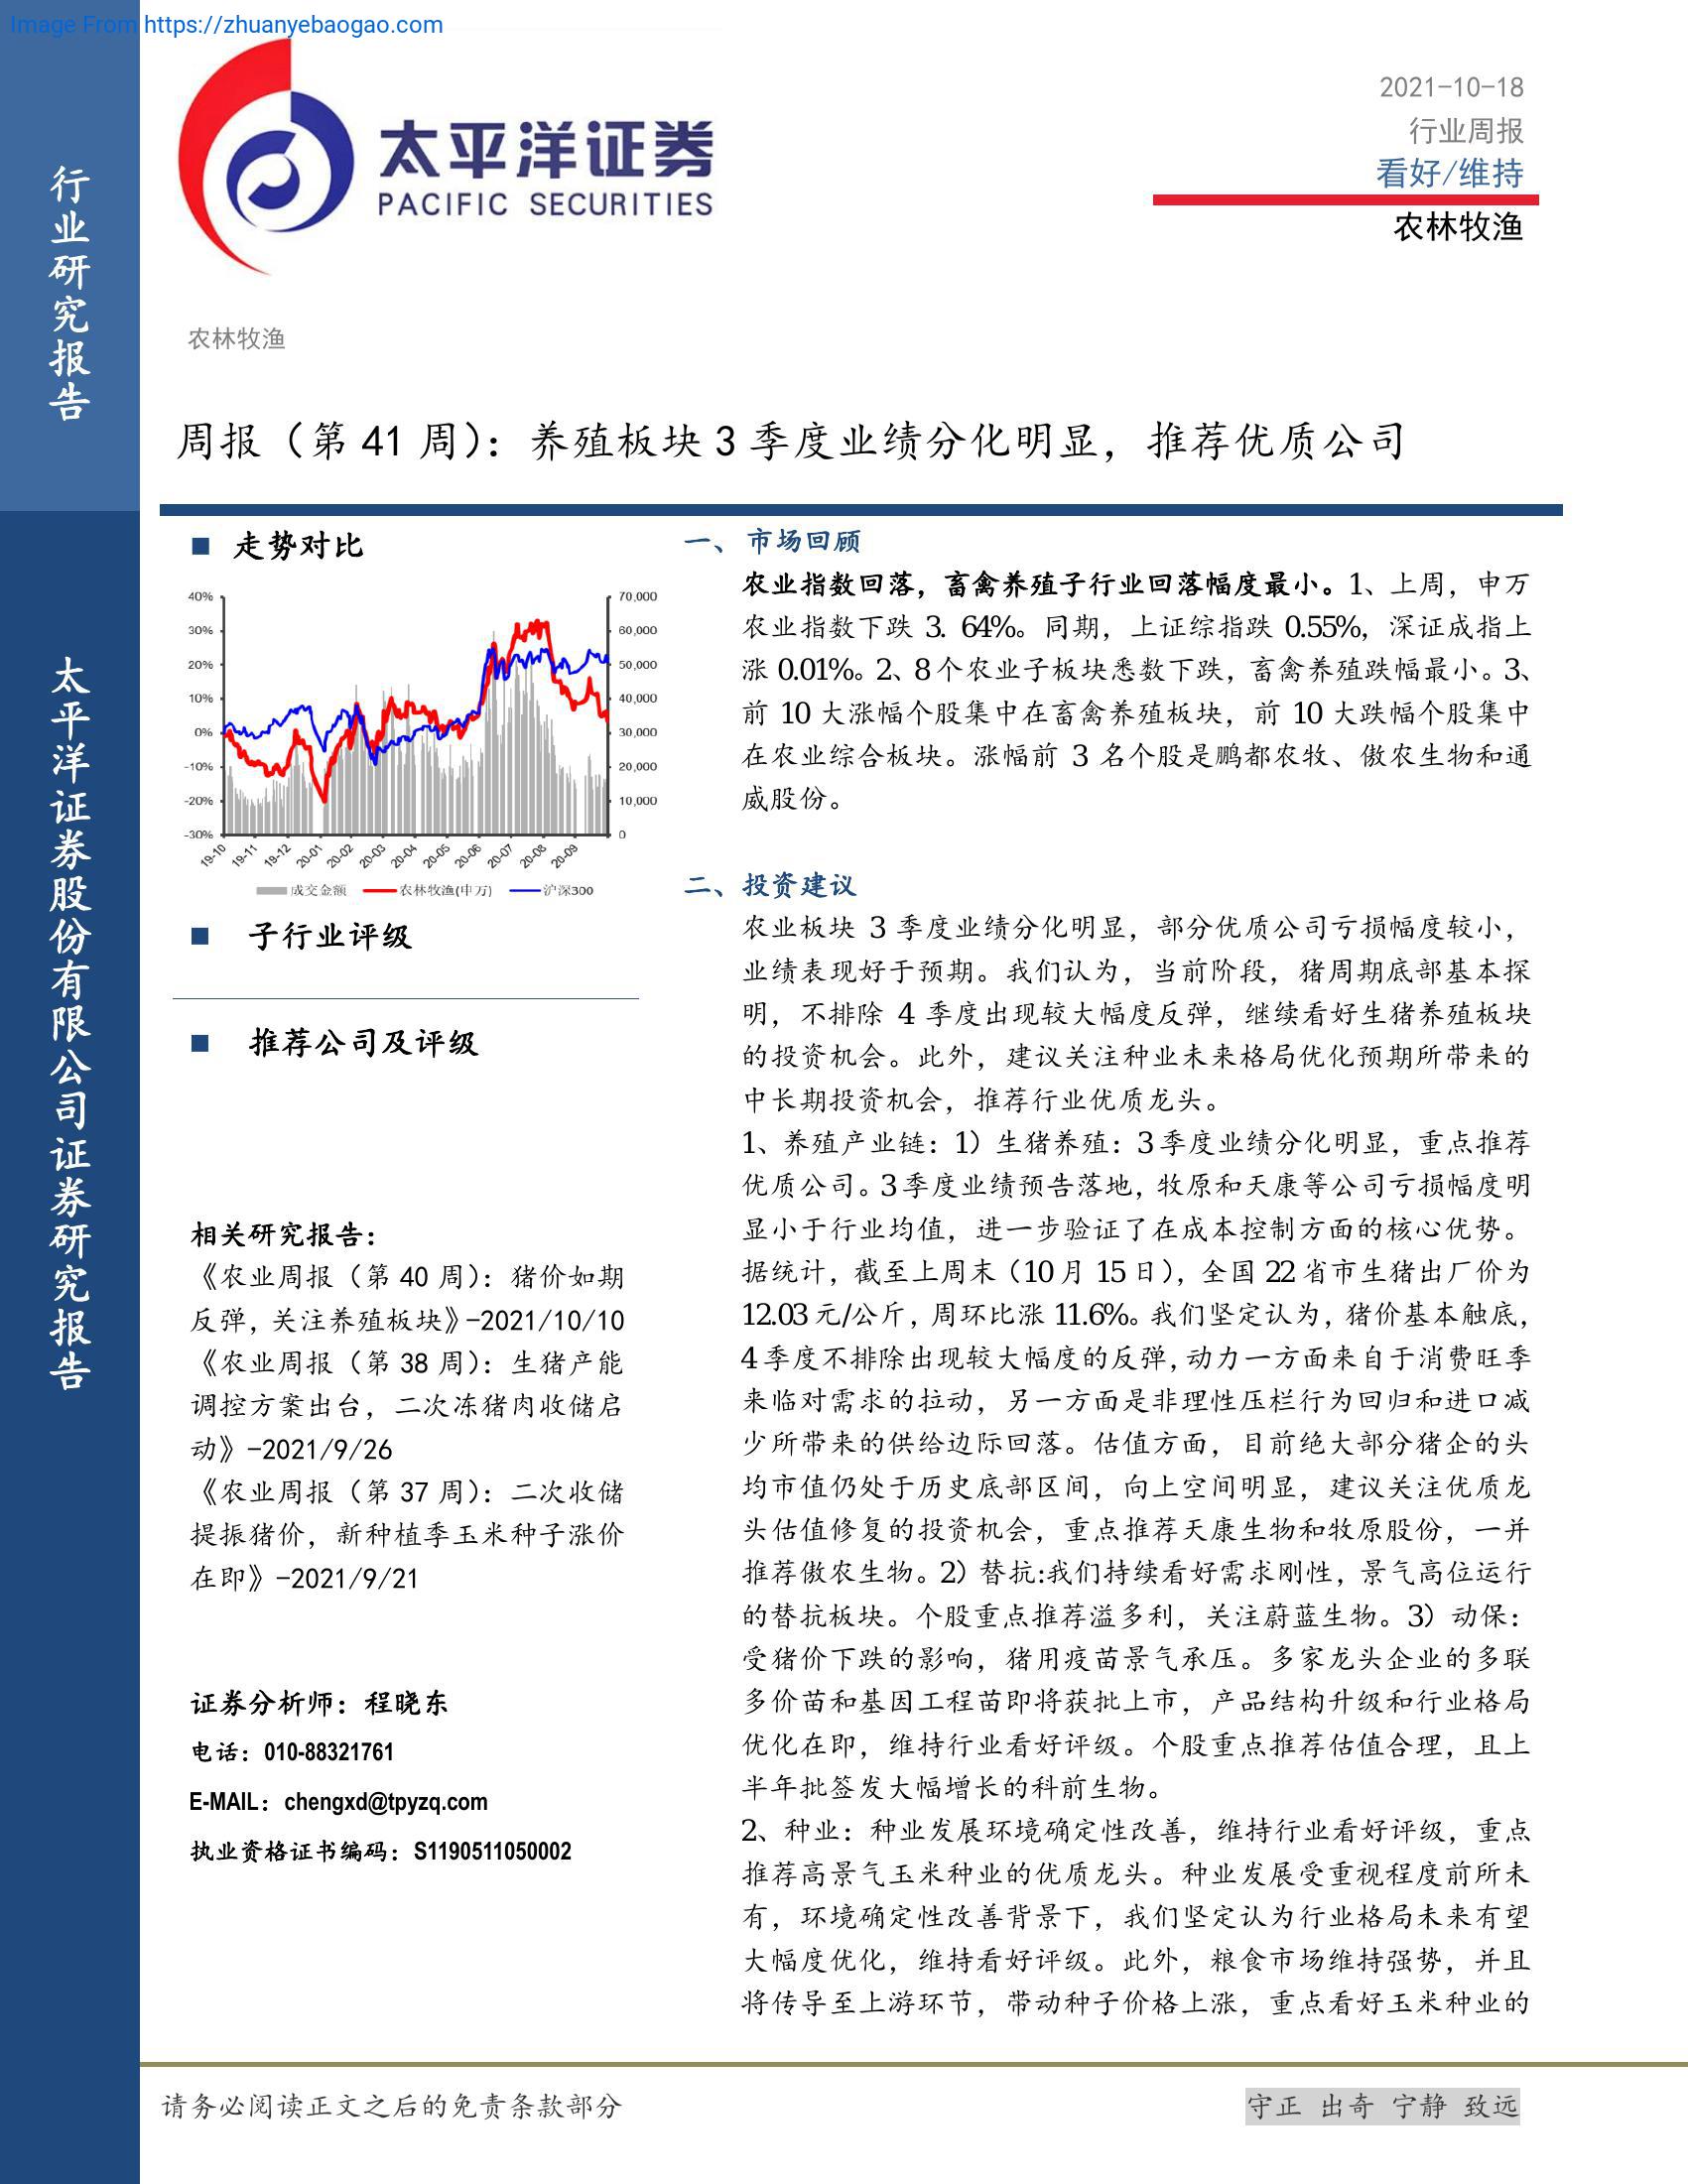 Image From https://zhuanyebaogao.com
行业研究报告
太平洋证券股份有限公司证券研究报告
太平洋证券
PACIFIC SECURITIES
2021-10-18
行业周报
看好/维持
农林牧渔
农林牧渔
周报（第 41 周）：养殖板块 3 季度业绩分化明显，推荐优质公司
■ 走势对比
40%
30%
20%
10%
0%
-10%
-20%
-30%
70,000
60,000
50,000
40,000
30,000
20,000
10,000
0
19-10 19-11 19-12 20-01 20-02 20-03 20-04 20-05 20-06 20-07 20-08 20-09
成交金额 农林牧渔(申万) 沪深300
■ 子行业评级
■ 推荐公司及评级
相关研究报告：
《农业周报（第 40 周）：猪价如期
反弹，关注养殖板块》-2021/10/10
《农业周报（第 38 周）：生猪产能
调控方案出台，二次冻猪肉收储启
动》-2021/9/26
《农业周报（第 37 周）：二次收储
提振猪价，新种植季玉米种子涨价
在即》-2021/9/21
证券分析师：程晓东
电话：010-88321761
E-MAIL：chengxd@tpyzq.com
执业资格证书编码：S1190511050002
一、 市场回顾
农业指数回落，畜禽养殖子行业回落幅度最小。1、上周，申万
农业指数下跌 3. 64%。同期，上证综指跌 0.55%，深证成指上
涨 0.01%。2、8 个农业子板块悉数下跌，畜禽养殖跌幅最小。3、
前 10 大涨幅个股集中在畜禽养殖板块，前 10 大跌幅个股集中
在农业综合板块。涨幅前 3 名个股是鹏都农牧、傲农生物和通
威股份。
二、 投资建议
农业板块 3 季度业绩分化明显，部分优质公司亏损幅度较小，
业绩表现好于预期。我们认为，当前阶段，猪周期底部基本探
明，不排除 4 季度出现较大幅度反弹，继续看好生猪养殖板块
的投资机会。此外，建议关注种业未来格局优化预期所带来的
中长期投资机会，推荐行业优质龙头。
1、养殖产业链：1）生猪养殖：3 季度业绩分化明显，重点推荐
优质公司。3 季度业绩预告落地，牧原和天康等公司亏损幅度明
显小于行业均值，进一步验证了在成本控制方面的核心优势。
据统计，截至上周末（10 月 15 日），全国 22 省市生猪出厂价为
12.03 元/公斤，周环比涨 11.6%。我们坚定认为，猪价基本触底，
4 季度不排除出现较大幅度的反弹，动力一方面来自于消费旺季
来临对需求的拉动，另一方面是非理性压栏行为回归和进口减
少所带来的供给边际回落。估值方面，目前绝大部分猪企的头
均市值仍处于历史底部区间，向上空间明显，建议关注优质龙
头估值修复的投资机会，重点推荐天康生物和牧原股份，一并
推荐傲农生物。2）替抗:我们持续看好需求刚性，景气高位运行
的替抗板块。个股重点推荐溢多利，关注蔚蓝生物。3）动保：
受猪价下跌的影响，猪用疫苗景气承压。多家龙头企业的多联
多价苗和基因工程苗即将获批上市，产品结构升级和行业格局
优化在即，维持行业看好评级。个股重点推荐估值合理，且上
半年批签发大幅增长的科前生物。
2、种业：种业发展环境确定性改善，维持行业看好评级，重点
推荐高景气玉米种业的优质龙头。种业发展受重视程度前所未
有，环境确定性改善背景下，我们坚定认为行业格局未来有望
大幅度优化，维持看好评级。此外，粮食市场维持强势，并且
将传导至上游环节，带动种子价格上涨，重点看好玉米种业的
请务必阅读正文之后的免责条款部分
守正 出奇 宁静 致远